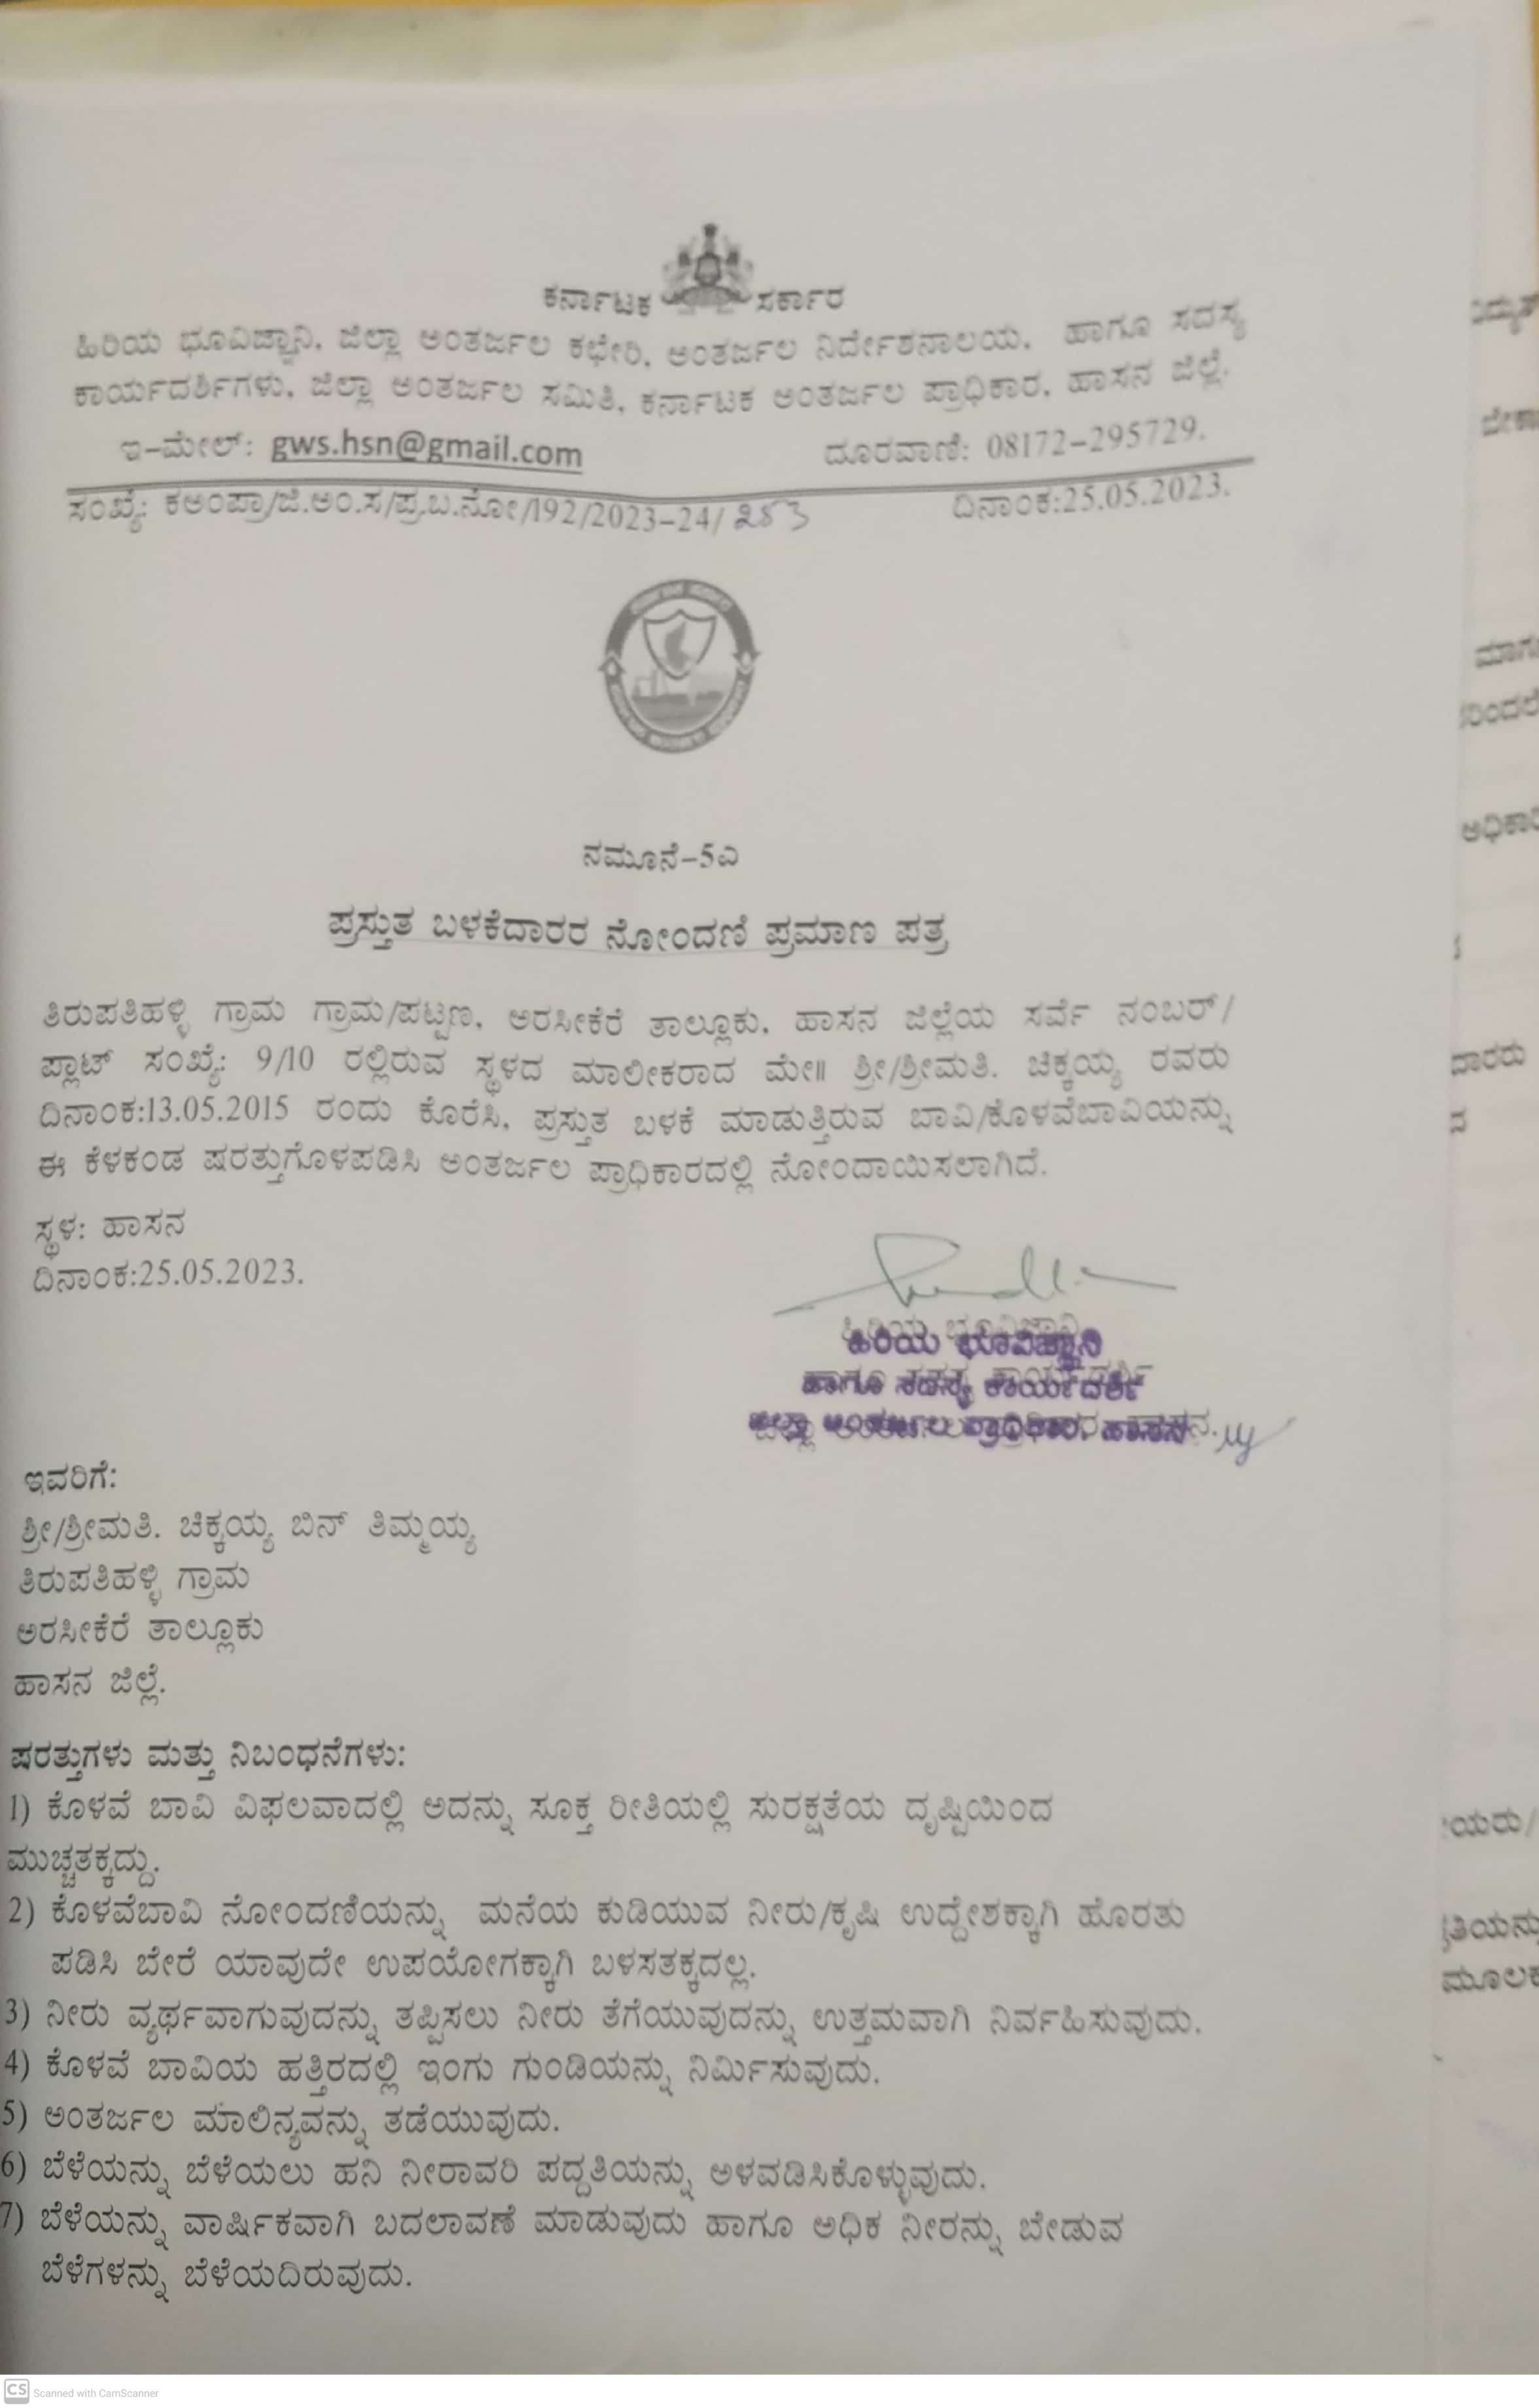 ಕರ್ನಾಟಕ ಸರ್ಕಾರ
ಹಿರಿಯ ಭೂವಿಜ್ಞಾನಿ, ಜಿಲ್ಲಾ ಅಂತರ್ಜಲ ಕಛೇರಿ, ಅಂತರ್ಜಲ ನಿರ್ದೇಶನಾಲಯ, ಹಾಗೂ ಸದಸ್ಯ
ಕಾರ್ಯದರ್ಶಿಗಳು, ಜಿಲ್ಲಾ ಅಂತರ್ಜಲ ಸಮಿತಿ, ಕರ್ನಾಟಕ ಅಂತರ್ಜಲ ಪ್ರಾಧಿಕಾರ, ಹಾಸನ ಜಿಲ್ಲೆ.
ಇ-ಮೇಲ್: gws.hsn@gmail.com ದೂರವಾಣಿ: 08172-295729.
ಸಂಖ್ಯೆ: ಕಅಂಪ್ರಾ/ಜಿ.ಅಂ.ಸ/ಪ್ರ.ಬ.ನೋ/192/2023-24/ 253 ದಿನಾಂಕ:25.05.2023.
ನಮೂನೆ-5ಎ
ಪ್ರಸ್ತುತ ಬಳಕೆದಾರರ ನೋಂದಣಿ ಪ್ರಮಾಣ ಪತ್ರ
ತಿರುಪತಿಹಳ್ಳಿ ಗ್ರಾಮ ಗ್ರಾಮ/ಪಟ್ಟಣ, ಅರಸೀಕೆರೆ ತಾಲ್ಲೂಕು, ಹಾಸನ ಜಿಲ್ಲೆಯ ಸರ್ವೆ ನಂಬರ್/
ಪ್ಲಾಟ್ ಸಂಖ್ಯೆ: 9/10 ರಲ್ಲಿರುವ ಸ್ಥಳದ ಮಾಲೀಕರಾದ ಮೇ॥ ಶ್ರೀ/ಶ್ರೀಮತಿ. ಚಿಕ್ಕಯ್ಯ ರವರು
ದಿನಾಂಕ:13.05.2015 ರಂದು ಕೊರೆಸಿ, ಪ್ರಸ್ತುತ ಬಳಕೆ ಮಾಡುತ್ತಿರುವ ಬಾವಿ/ಕೊಳವೆಬಾವಿಯನ್ನು
ಈ ಕೆಳಕಂಡ ಷರತ್ತುಗೊಳಪಡಿಸಿ ಅಂತರ್ಜಲ ಪ್ರಾಧಿಕಾರದಲ್ಲಿ ನೋಂದಾಯಿಸಲಾಗಿದೆ.
ಸ್ಥಳ: ಹಾಸನ
ದಿನಾಂಕ:25.05.2023.
ಹಿರಿಯ ಭೂವಿಜ್ಞಾನಿ
ಹಾಗೂ ಸದಸ್ಯ ಕಾರ್ಯದರ್ಶಿ
ಜಿಲ್ಲಾ ಅಂತರ್ಜಲ ಪ್ರಾಧಿಕಾರ, ಹಾಸನ.
ಇವರಿಗೆ:
ಶ್ರೀ/ಶ್ರೀಮತಿ. ಚಿಕ್ಕಯ್ಯ ಬಿನ್ ತಿಮ್ಮಯ್ಯ
ತಿರುಪತಿಹಳ್ಳಿ ಗ್ರಾಮ
ಅರಸೀಕೆರೆ ತಾಲ್ಲೂಕು
ಹಾಸನ ಜಿಲ್ಲೆ.
ಷರತ್ತುಗಳು ಮತ್ತು ನಿಬಂಧನೆಗಳು:
1) ಕೊಳವೆ ಬಾವಿ ವಿಫಲವಾದಲ್ಲಿ ಅದನ್ನು ಸೂಕ್ತ ರೀತಿಯಲ್ಲಿ ಸುರಕ್ಷತೆಯ ದೃಷ್ಟಿಯಿಂದ
ಮುಚ್ಚತಕ್ಕದ್ದು.
2) ಕೊಳವೆಬಾವಿ ನೋಂದಣಿಯನ್ನು ಮನೆಯ ಕುಡಿಯುವ ನೀರು/ಕೃಷಿ ಉದ್ದೇಶಕ್ಕಾಗಿ ಹೊರತು
ಪಡಿಸಿ ಬೇರೆ ಯಾವುದೇ ಉಪಯೋಗಕ್ಕಾಗಿ ಬಳಸತಕ್ಕದಲ್ಲ.
3) ನೀರು ವ್ಯರ್ಥವಾಗುವುದನ್ನು ತಪ್ಪಿಸಲು ನೀರು ತೆಗೆಯುವುದನ್ನು ಉತ್ತಮವಾಗಿ ನಿರ್ವಹಿಸುವುದು.
4) ಕೊಳವೆ ಬಾವಿಯ ಹತ್ತಿರದಲ್ಲಿ ಇಂಗು ಗುಂಡಿಯನ್ನು ನಿರ್ಮಿಸುವುದು.
5) ಅಂತರ್ಜಲ ಮಾಲಿನ್ಯವನ್ನು ತಡೆಯುವುದು.
6) ಬೆಳೆಯನ್ನು ಬೆಳೆಯಲು ಹನಿ ನೀರಾವರಿ ಪದ್ದತಿಯನ್ನು ಅಳವಡಿಸಿಕೊಳ್ಳುವುದು.
7) ಬೆಳೆಯನ್ನು ವಾರ್ಷಿಕವಾಗಿ ಬದಲಾವಣೆ ಮಾಡುವುದು ಹಾಗೂ ಅಧಿಕ ನೀರನ್ನು ಬೇಡುವ
ಬೆಳೆಗಳನ್ನು ಬೆಳೆಯದಿರುವುದು.
CS Scanned with CamScanner